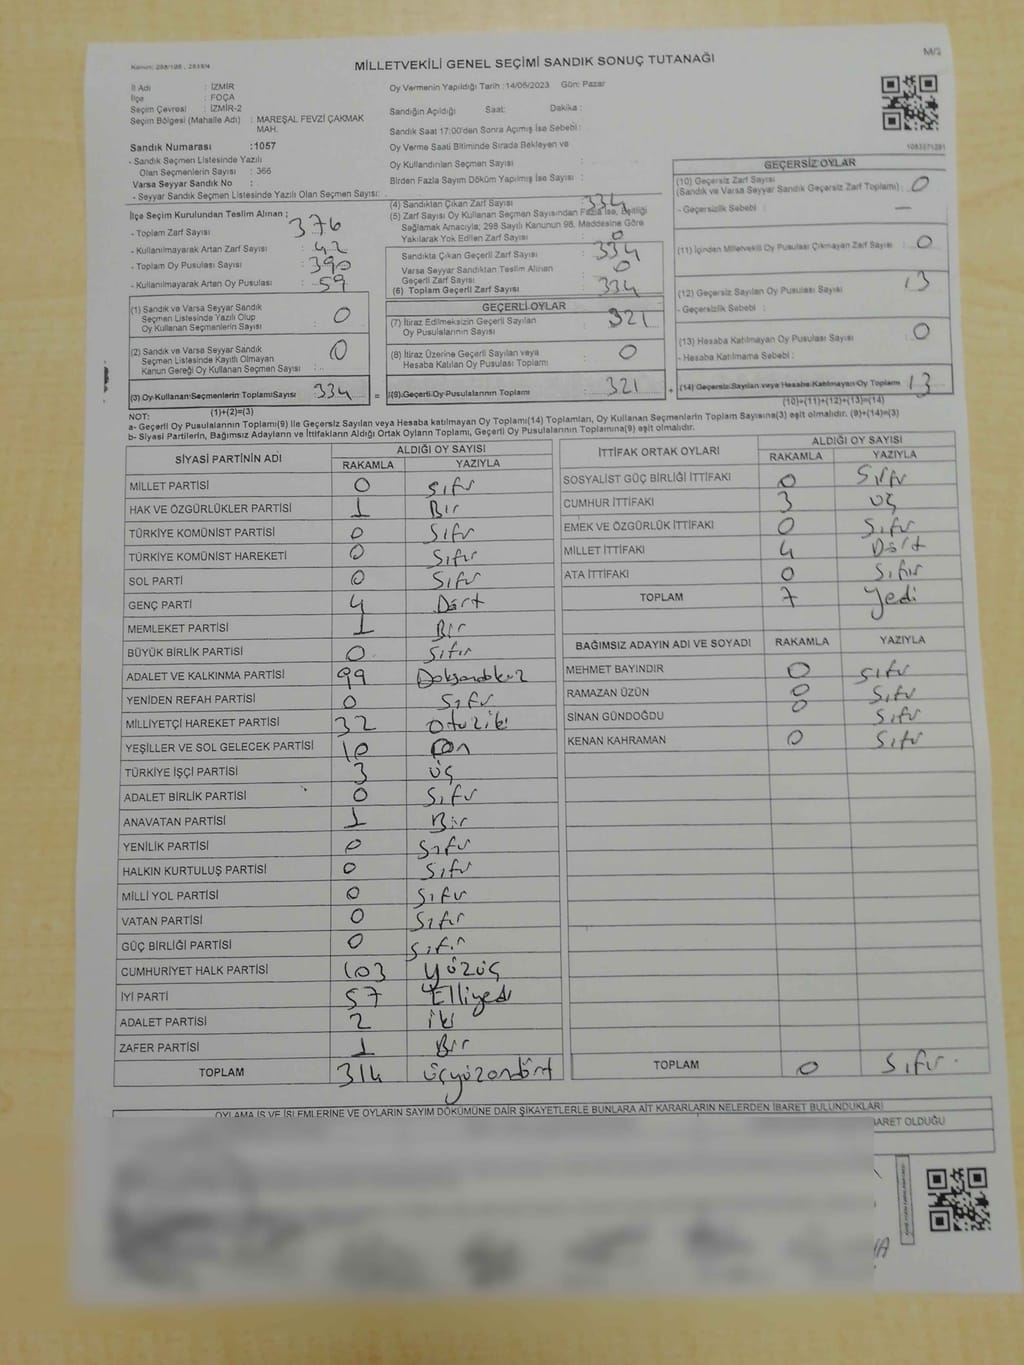 Kanun: 298/105 , 2839/4
M/2
MİLLETVEKİLİ GENEL SEÇİMİ SANDIK SONUÇ TUTANAĞI
İl Adı : İZMİR
İlçe : FOÇA
Seçim Çevresi : İZMİR-2
Seçim Bölgesi (Mahalle Adı) : MAREŞAL FEVZİ ÇAKMAK
MAH.
Sandık Numarası :1057
- Sandık Seçmen Listesinde Yazılı
Olan Seçmenlerin Sayısı : 366
Varsa Seyyar Sandık No :
- Seyyar Sandık Seçmen Listesinde Yazılı Olan Seçmen Sayısı:
Oy Vermenin Yapıldığı Tarih :14/05/2023 Gün: Pazar
Sandığın Açıldığı Saat: Dakika :
Sandık Saat 17:00'den Sonra Açımış İse Sebebi :
Oy Verme Saati Bitiminde Sırada Bekleyen ve
Oy Kullandırılan Seçmen Sayısı :
Birden Fazla Sayım Döküm Yapılmış İse Sayısı :
İlçe Seçim Kurulundan Teslim Alınan ;
- Toplam Zarf Sayısı : 376
- Kullanılmayarak Artan Zarf Sayısı : 42
- Toplam Oy Pusulası Sayısı : 390
- Kullanılmayarak Artan Oy Pusulası : 59
(4) Sandıktan Çıkan Zarf Sayısı : 334
(5) Zarf Sayısı Oy Kullanan Seçmen Sayısından Fazla İse, Eşitliği
Sağlamak Amacıyla; 298 Sayılı Kanunun 98. Maddesine Göre
Yakılarak Yok Edilen Zarf Sayısı : 0
Sandıkta Çıkan Geçerli Zarf Sayısı : 334
Varsa Seyyar Sandıktan Teslim Alınan
Geçerli Zarf Sayısı : 0
(6) Toplam Geçerli Zarf Sayısı : 334
(1) Sandık ve Varsa Seyyar Sandık
Seçmen Listesinde Yazılı Olup
Oy Kullanan Seçmenlerin Sayısı : 0
(2) Sandık ve Varsa Seyyar Sandık
Seçmen Listesinde Kayıtlı Olmayan
Kanun Gereği Oy Kullanan Seçmen Sayısı : 0
(3) Oy Kullanan Seçmenlerin Toplam Sayısı 334
(1)+(2)=(3)
GEÇERLİ OYLAR
(7) İtiraz Edilmeksizin Geçerli Sayılan
Oy Pusulalarının Sayısı : 321
(8) İtiraz Üzerine Geçerli Sayılan veya
Hesaba Katılan Oy Pusulası Toplamı : 0
= (9) Geçerli Oy Pusulalarının Toplamı : 321
GEÇERSİZ OYLAR
1083571291
(10) Geçersiz Zarf Sayısı
(Sandık ve Varsa Seyyar Sandık Geçersiz Zarf Toplamı) : 0
- Geçersizlik Sebebi : —
(11) İçinden Milletvekili Oy Pusulası Çıkmayan Zarf Sayısı : 0
(12) Geçersiz Sayılan Oy Pusulası Sayısı : 13
- Geçersizlik Sebebi :
(13) Hesaba Katılmayan Oy Pusulası Sayısı : 0
- Hesaba Katılmama Sebebi :
+ (14) Geçersiz Sayılan veya Hesaba Katılmayan Oy Toplamı 13
(10)+(11)+(12)+(13)=(14)
NOT:
a- Geçerli Oy Pusulalarının Toplamı(9) İle Geçersiz Sayılan veya Hesaba katılmayan Oy Toplamı(14) Toplamları, Oy Kullanan Seçmenlerin Toplam Sayısına(3) eşit olmalıdır. (9)+(14)=(3)
b- Siyasi Partilerin, Bağımsız Adayların ve İttifakların Aldığı Ortak Oyların Toplamı, Geçerli Oy Pusulalarının Toplamına(9) eşit olmalıdır.
SİYASİ PARTİNİN ADI ALDIĞI OY SAYISI
RAKAMLA YAZIYLA
MİLLET PARTİSİ 0 Sıfır
HAK VE ÖZGÜRLÜKLER PARTİSİ 1 Bir
TÜRKİYE KOMÜNİST PARTİSİ 0 Sıfır
TÜRKİYE KOMÜNİST HAREKETİ 0 Sıfır
SOL PARTİ 0 Sıfır
GENÇ PARTİ 4 Dört
MEMLEKET PARTİSİ 1 Bir
BÜYÜK BİRLİK PARTİSİ 0 Sıfır
ADALET VE KALKINMA PARTİSİ 99 Doksandokuz
YENİDEN REFAH PARTİSİ 0 Sıfır
MİLLİYETÇİ HAREKET PARTİSİ 32 Otuziki
YEŞİLLER VE SOL GELECEK PARTİSİ 10 On
TÜRKİYE İŞÇİ PARTİSİ 3 üç
ADALET BİRLİK PARTİSİ 0 Sıfır
ANAVATAN PARTİSİ 1 Bir
YENİLİK PARTİSİ 0 Sıfır
HALKIN KURTULUŞ PARTİSİ 0 Sıfır
MİLLİ YOL PARTİSİ 0 Sıfır
VATAN PARTİSİ 0 Sıfır
GÜÇ BİRLİĞİ PARTİSİ 0 Sıfır
CUMHURİYET HALK PARTİSİ 103 yüzüç
İYİ PARTİ 57 Elliyedi
ADALET PARTİSİ 2 iki
ZAFER PARTİSİ 1 Bir
TOPLAM 314 üçyüzondört
İTTİFAK ORTAK OYLARI ALDIĞI OY SAYISI
RAKAMLA YAZIYLA
SOSYALİST GÜÇ BİRLİĞİ İTTİFAKI 0 Sıfır
CUMHUR İTTİFAKI 3 üç
EMEK VE ÖZGÜRLÜK İTTİFAKI 0 Sıfır
MİLLET İTTİFAKI 4 Dört
ATA İTTİFAKI 0 Sıfır
TOPLAM 7 Yedi
BAĞIMSIZ ADAYIN ADI VE SOYADI RAKAMLA YAZIYLA
MEHMET BAYINDIR 0 Sıfır
RAMAZAN ÜZÜN 0 Sıfır
SİNAN GÜNDOĞDU 0 Sıfır
KENAN KAHRAMAN 0 Sıfır
TOPLAM 0 Sıfır
OYLAMA İŞ VE İŞLEMLERİNE VE OYLARIN SAYIM DÖKÜMÜNE DAİR ŞİKAYETLERLE BUNLARA AİT KARARLARIN NELERDEN İBARET BULUNDUKLARI
BARET OLDUĞU